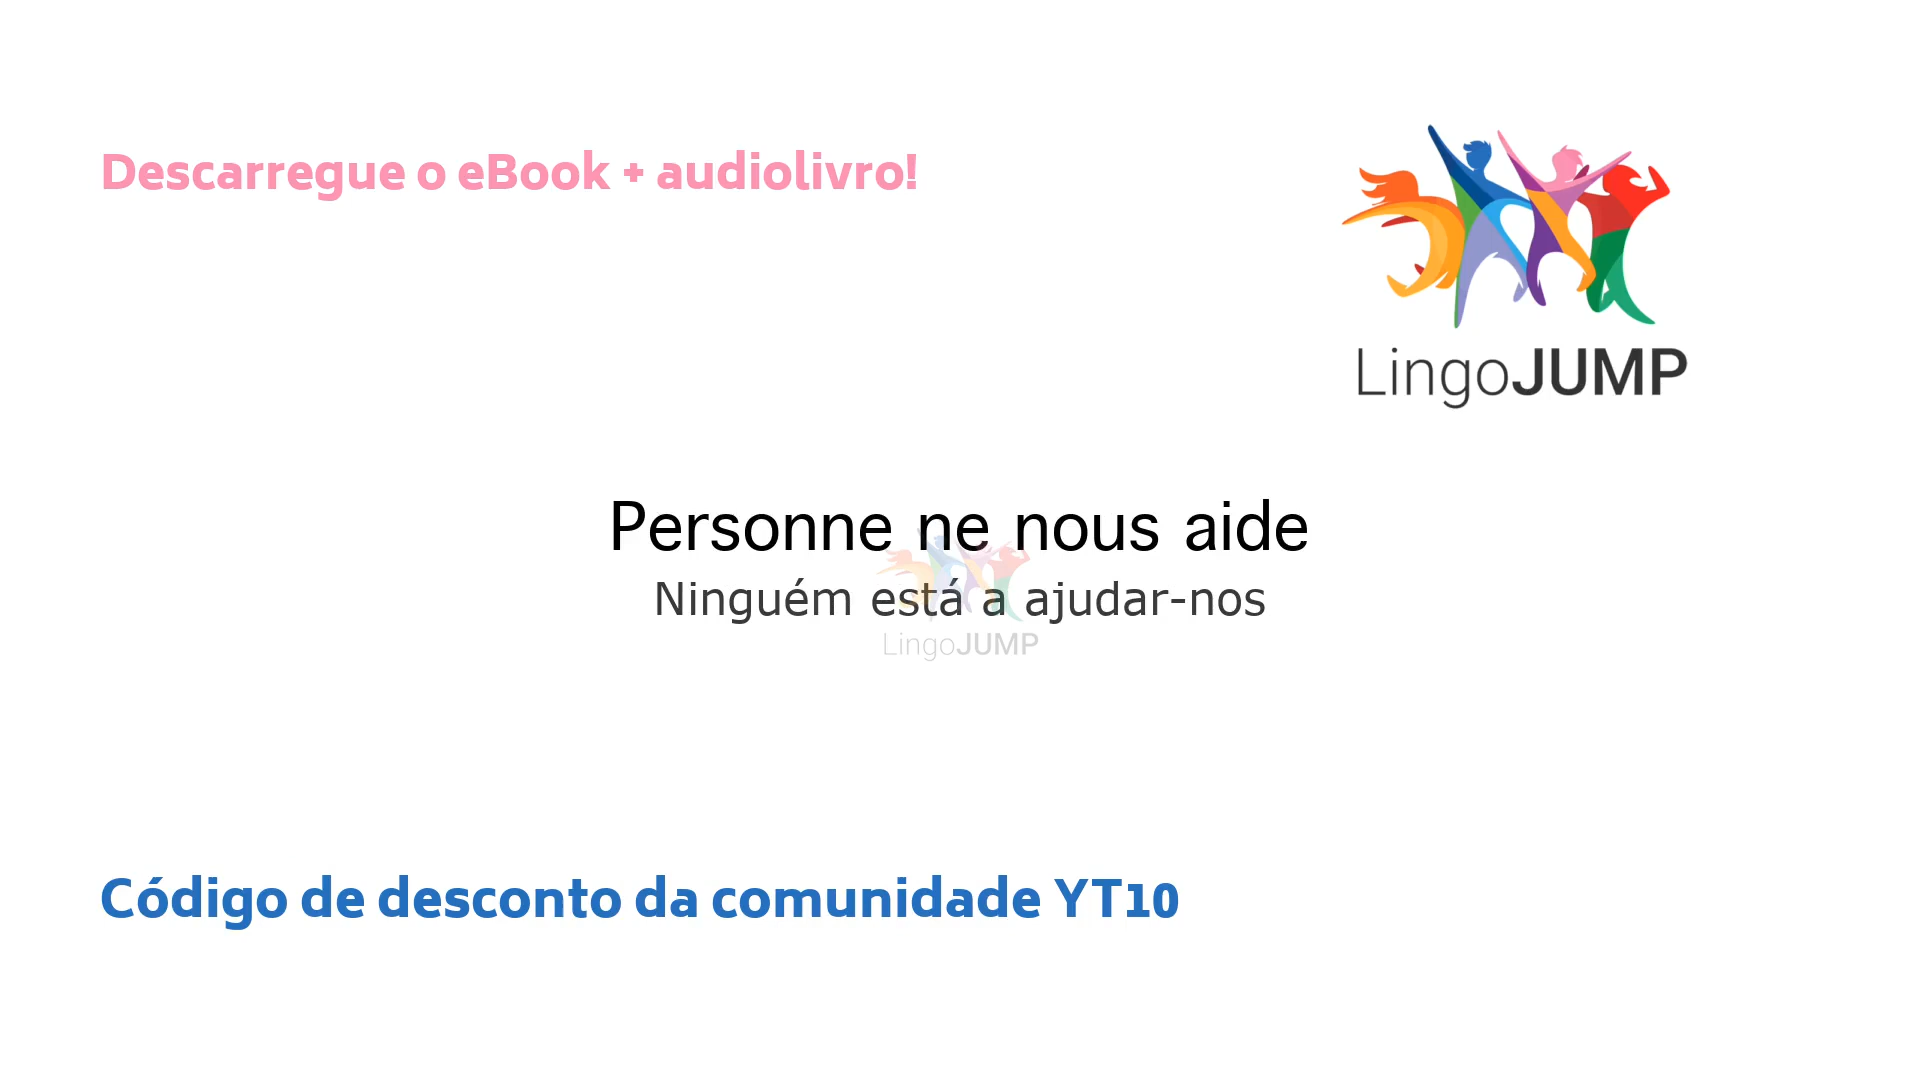 Descarregue o eBook + audiolivro!
LingoJUMP
Personne ne nous aide
Ninguém está a ajudar-nos
LingoJUMP
Código de desconto da comunidade YT10